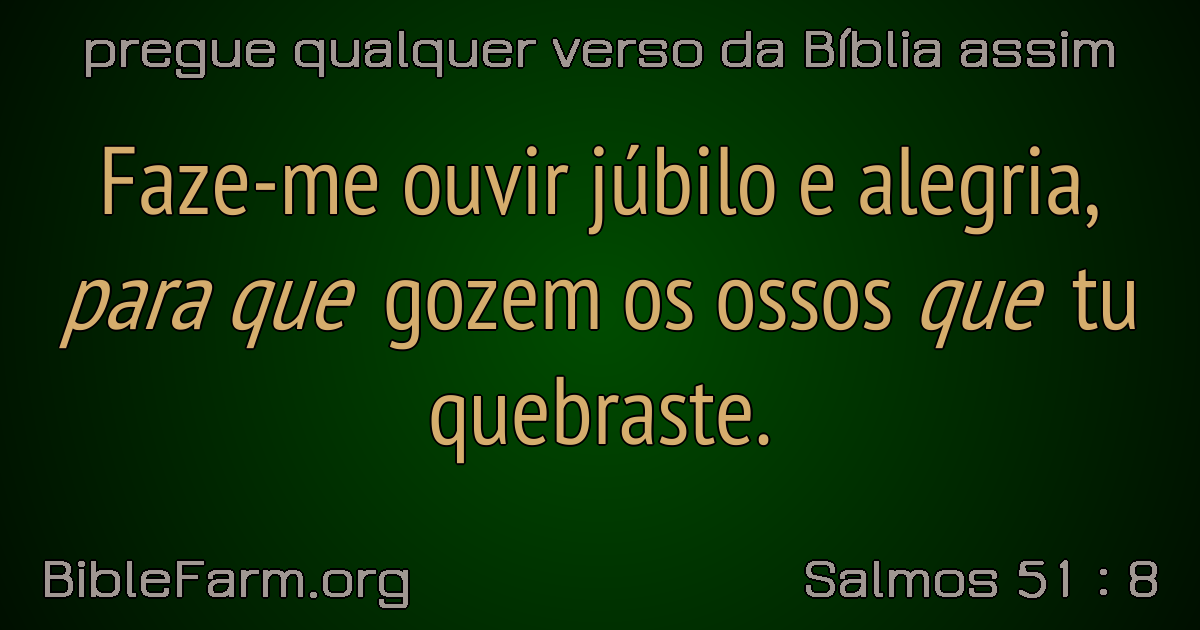 pregue qualquer verso da Bíblia assim
Faze-me ouvir júbilo e alegria,
para que gozem os ossos que tu
quebraste.
BibleFarm.org
Salmos 51 : 8